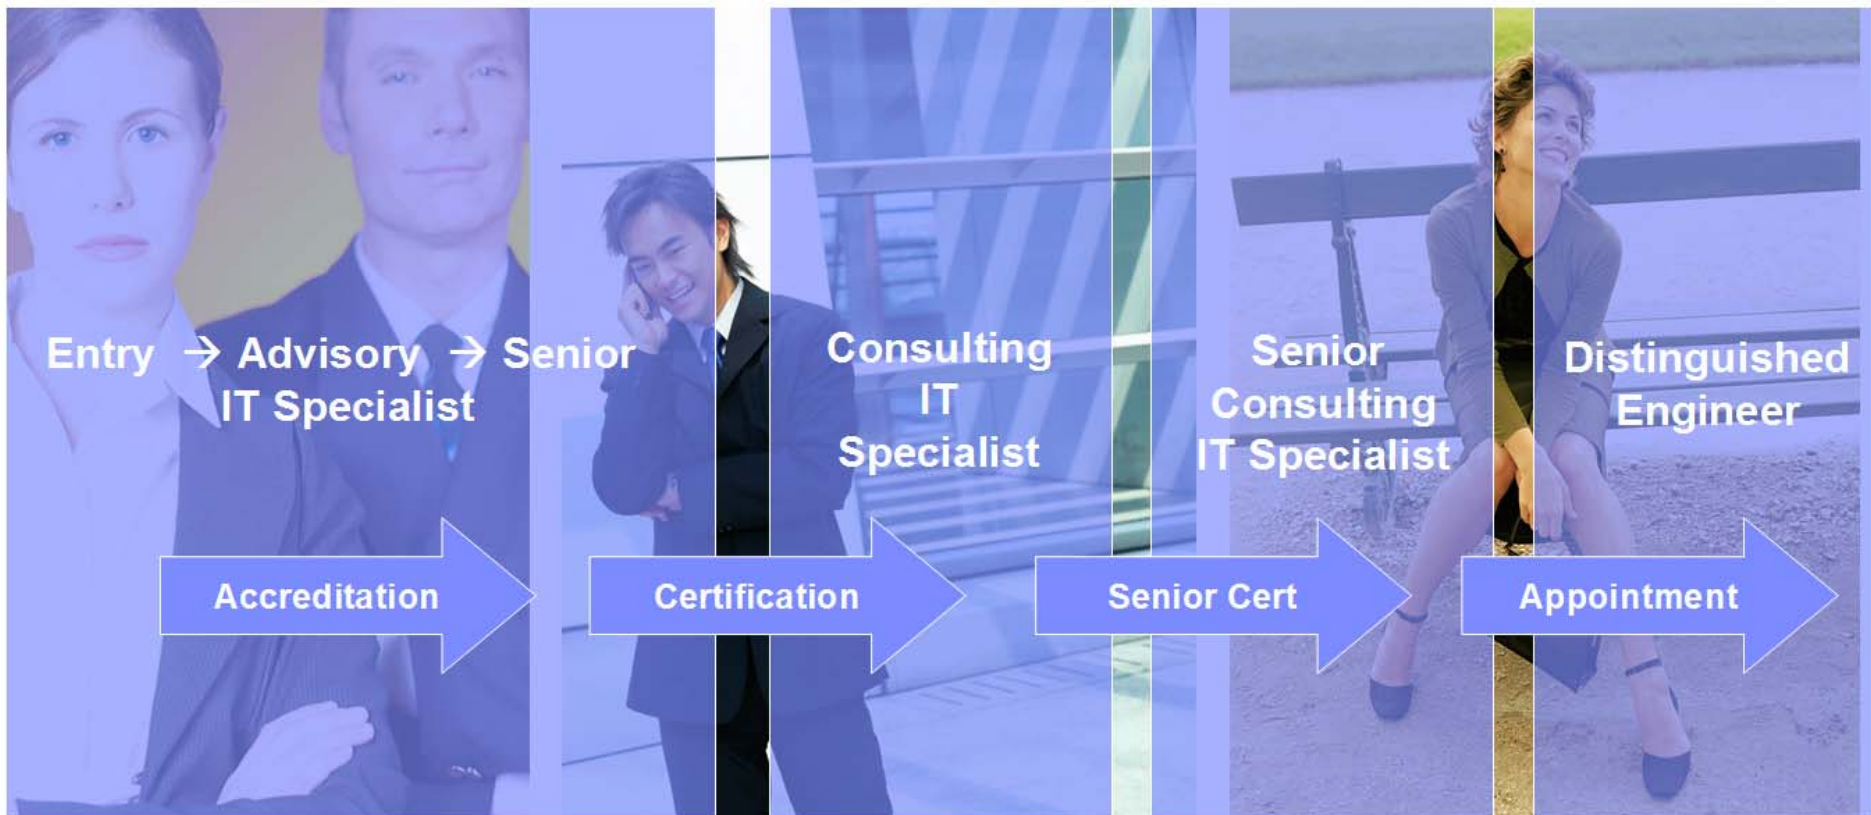 Entry → Advisory → Senior
IT Specialist
Consulting
IT
Specialist
Senior
Consulting
IT Specialist
Distinguished
Engineer
Accreditation
Certification
Senior Cert
Appointment